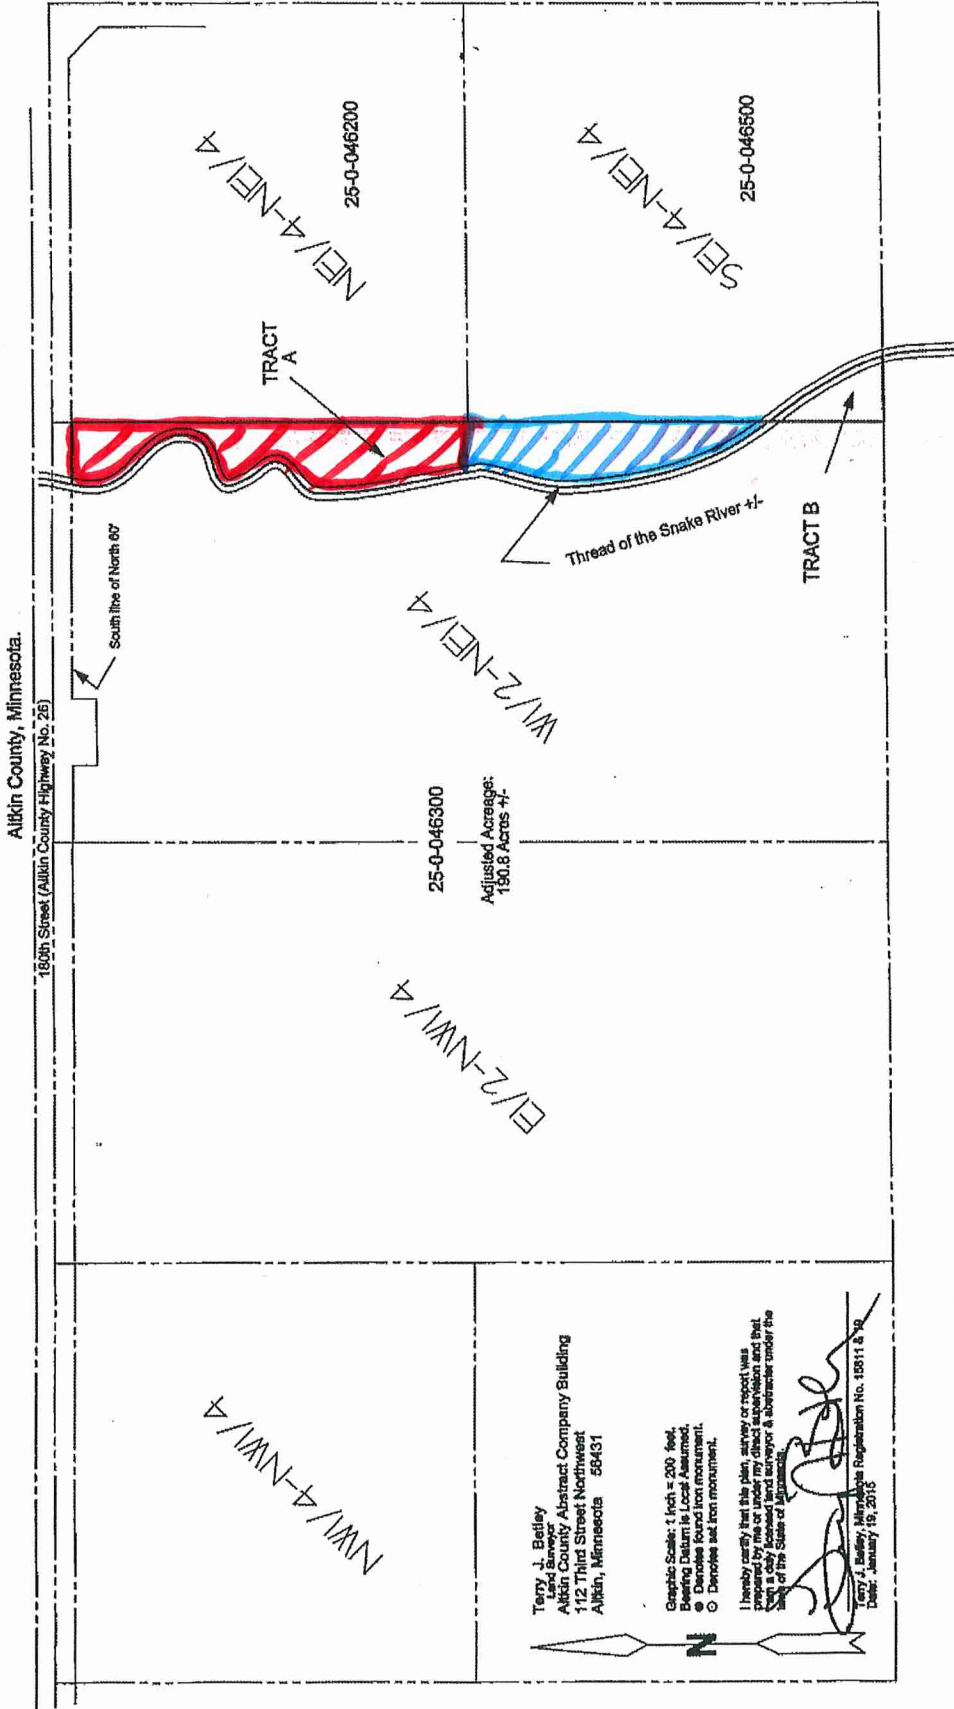 Aitkin County, Minnesota.
180th Street (Aitkin County Highway No. 26)
South line of North 60'
NW1/4-NW1/4
E1/2-NW1/4
W1/2-NE1/4
NE1/4-NE1/4
SE1/4-NE1/4
25-0-046200
25-0-046500
25-0-046300
Adjusted Acreage:
190.8 Acres +/-
TRACT
A
Thread of the Snake River +/-
TRACT B
Terry J. Betley
Land Surveyor
Aitkin County Abstract Company Building
112 Third Street Northwest
Aitkin, Minnesota 56431
Graphic Scale: 1 inch = 200 feet.
Bearing Datum is Local Assumed.
Denotes found iron monument.
Denotes set iron monument.
N
I hereby certify that this plan, survey or report was
prepared by me or under my direct supervision and that
I am a duly licensed land surveyor & abstracter under the
laws of the State of Minnesota.
Terry J. Betley, Minnesota Registration No. 15811 & 19
Date: January 19, 2015